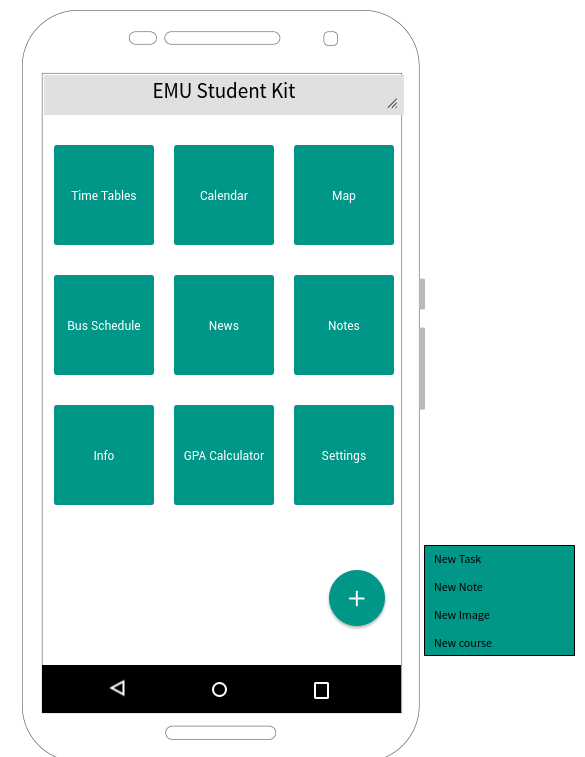 EMU Student Kit
Time Tables
Calendar
Map
Bus Schedule
News
Notes
Info
GPA Calculator
Settings
New Task
New Note
New Image
New course